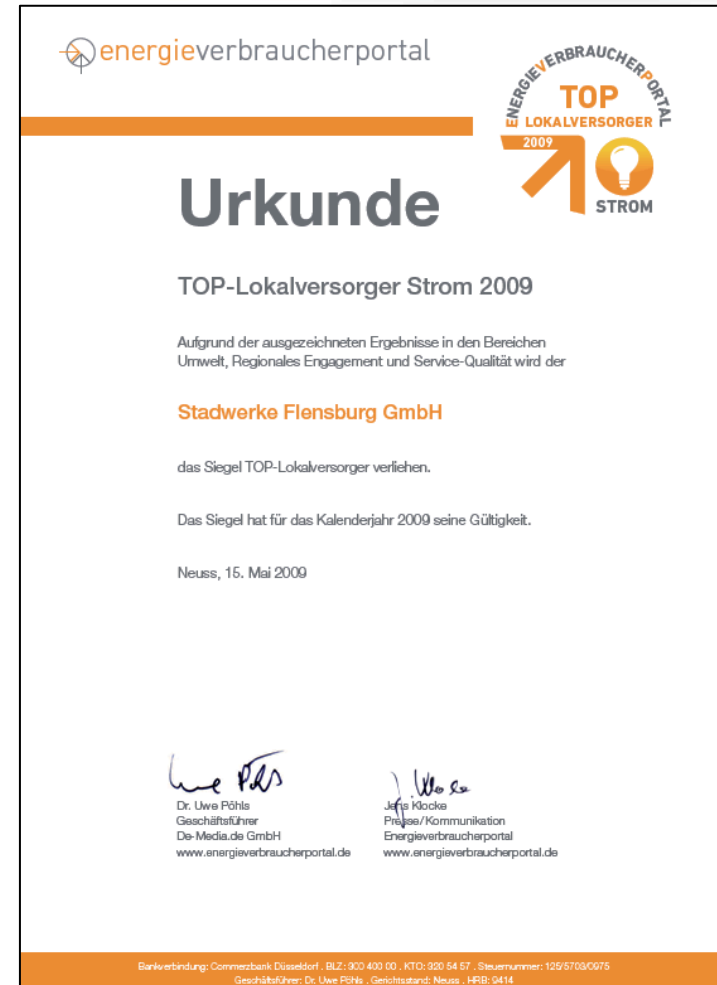 energieverbraucherportal
ENERGIEVERBRAUCHERPORTAL
TOP
LOKALVERSORGER
2009
STROM
Urkunde
TOP-Lokalversorger Strom 2009
Aufgrund der ausgezeichneten Ergebnisse in den Bereichen
Umwelt, Regionales Engagement und Service-Qualität wird der
Stadwerke Flensburg GmbH
das Siegel TOP-Lokalversorger verliehen.
Das Siegel hat für das Kalenderjahr 2009 seine Gültigkeit.
Neuss, 15. Mai 2009
Uwe Pöhls
J. Klocke
Dr. Uwe Pöhls
Geschäftsführer
De-Media.de GmbH
www.energieverbraucherportal.de
Jens Klocke
Presse/Kommunikation
Energieverbraucherportal
www.energieverbraucherportal.de
Bankverbindung: Commerzbank Düsseldorf . BLZ: 300 400 00 . KTO: 320 54 57 . Steuernummer: 125/5703/0975
Geschäftsführer: Dr. Uwe Pöhls . Gerichtsstand: Neuss . HRB: 9414